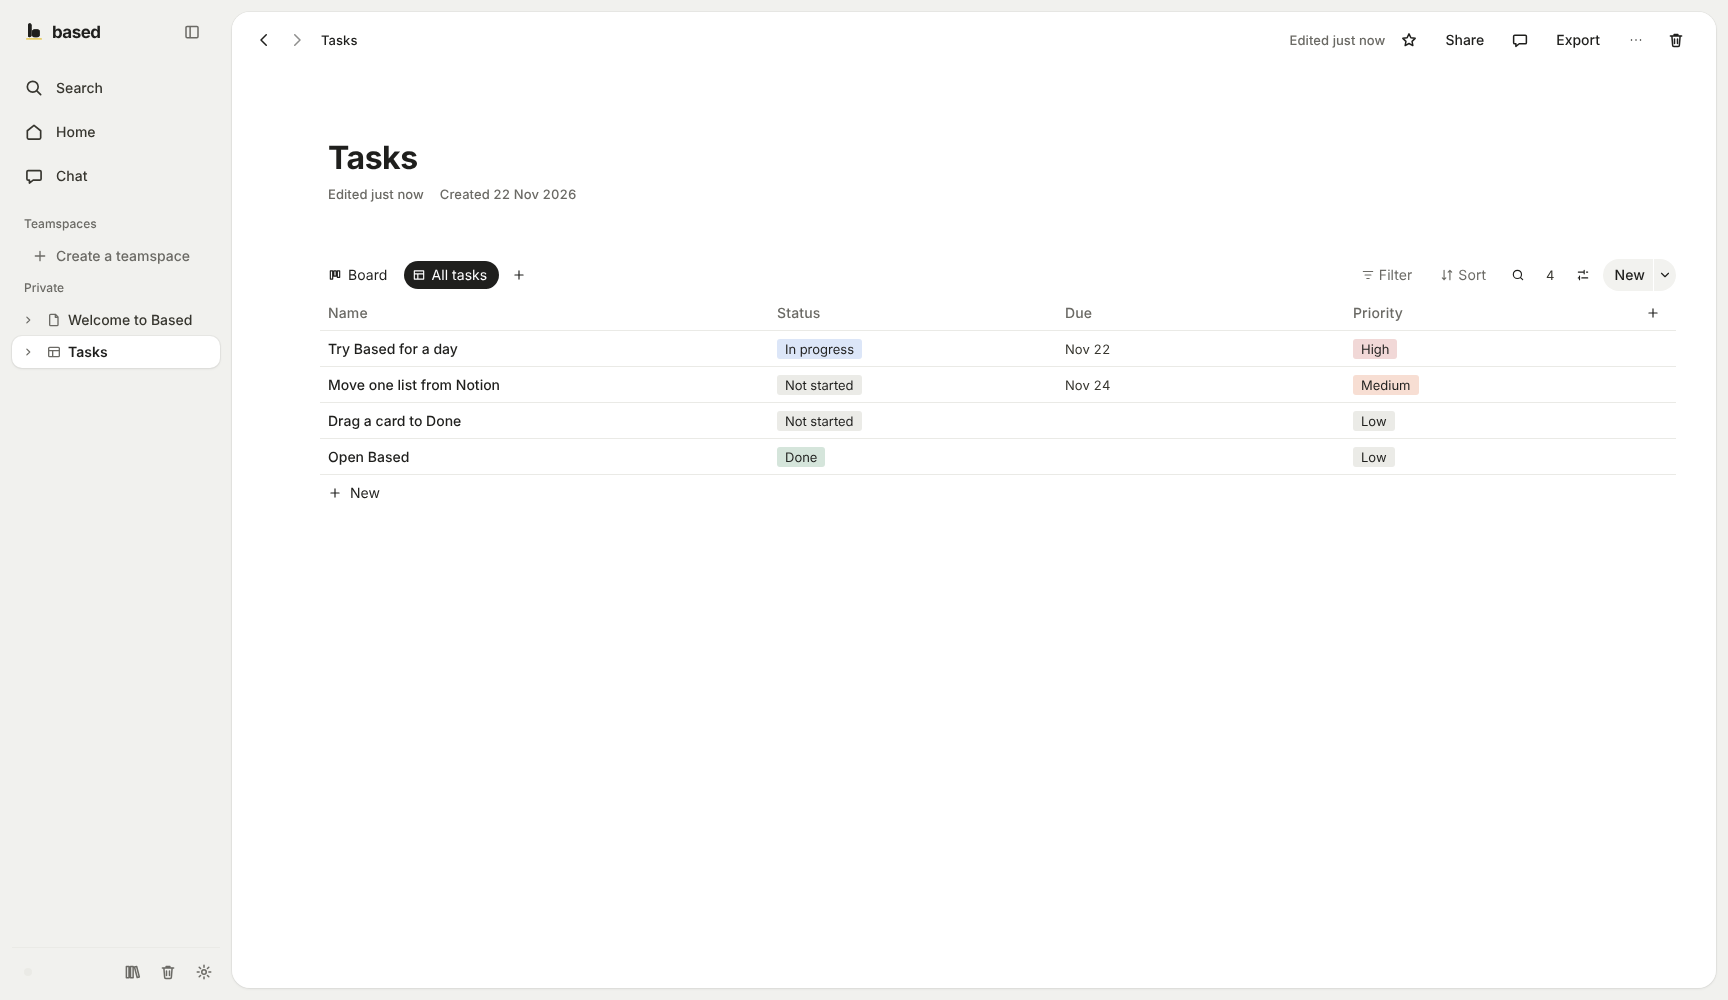 based
Search
Home
Chat
Teamspaces
Create a teamspace
Private
Welcome to Based
Tasks
Tasks
Edited just now
Share
Export
Tasks
Edited just now Created 22 Nov 2026
Board All tasks
Filter Sort 4 New
Name Status Due Priority
Try Based for a day In progress Nov 22 High
Move one list from Notion Not started Nov 24 Medium
Drag a card to Done Not started Low
Open Based Done Low
New